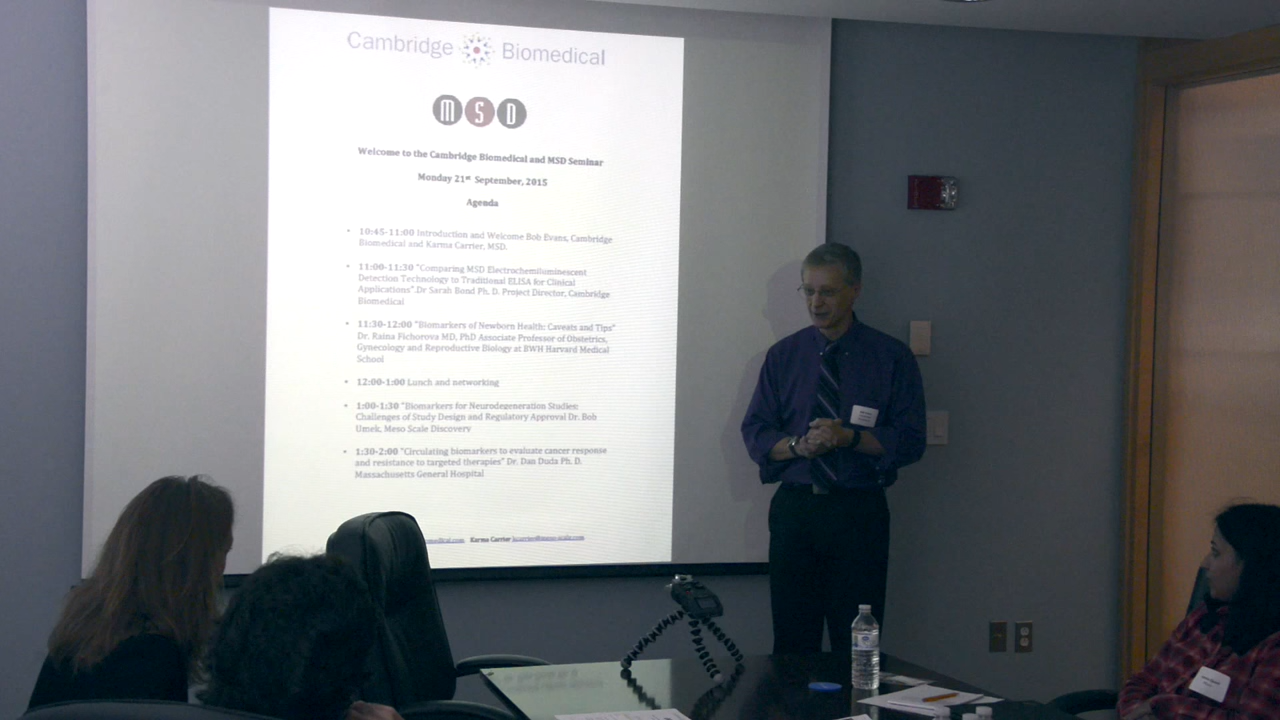 Cambridge Biomedical
MSD
Welcome to the Cambridge Biomedical and MSD Seminar
Monday 21st September, 2015
Agenda
• 10:45-11:00 Introduction and Welcome Bob Evans, Cambridge
Biomedical and Karma Carrier, MSD.
• 11:00-11:30 "Comparing MSD Electrochemiluminescent
Detection Technology to Traditional ELISA for Clinical
Applications".Dr Sarah Bond Ph. D. Project Director, Cambridge
Biomedical
• 11:30-12:00 "Biomarkers of Newborn Health: Caveats and Tips"
Dr. Raina Fichorova MD, PhD Associate Professor of Obstetrics,
Gynecology and Reproductive Biology at BWH Harvard Medical
School
• 12:00-1:00 Lunch and networking
• 1:00-1:30 "Biomarkers for Neurodegeneration Studies:
Challenges of Study Design and Regulatory Approval Dr. Bob
Umek, Meso Scale Discovery
• 1:30-2:00 "Circulating biomarkers to evaluate cancer response
and resistance to targeted therapies" Dr. Dan Duda Ph. D.
Massachusetts General Hospital
omedical.com Karma Carrier kcarrier@meso-scale.com